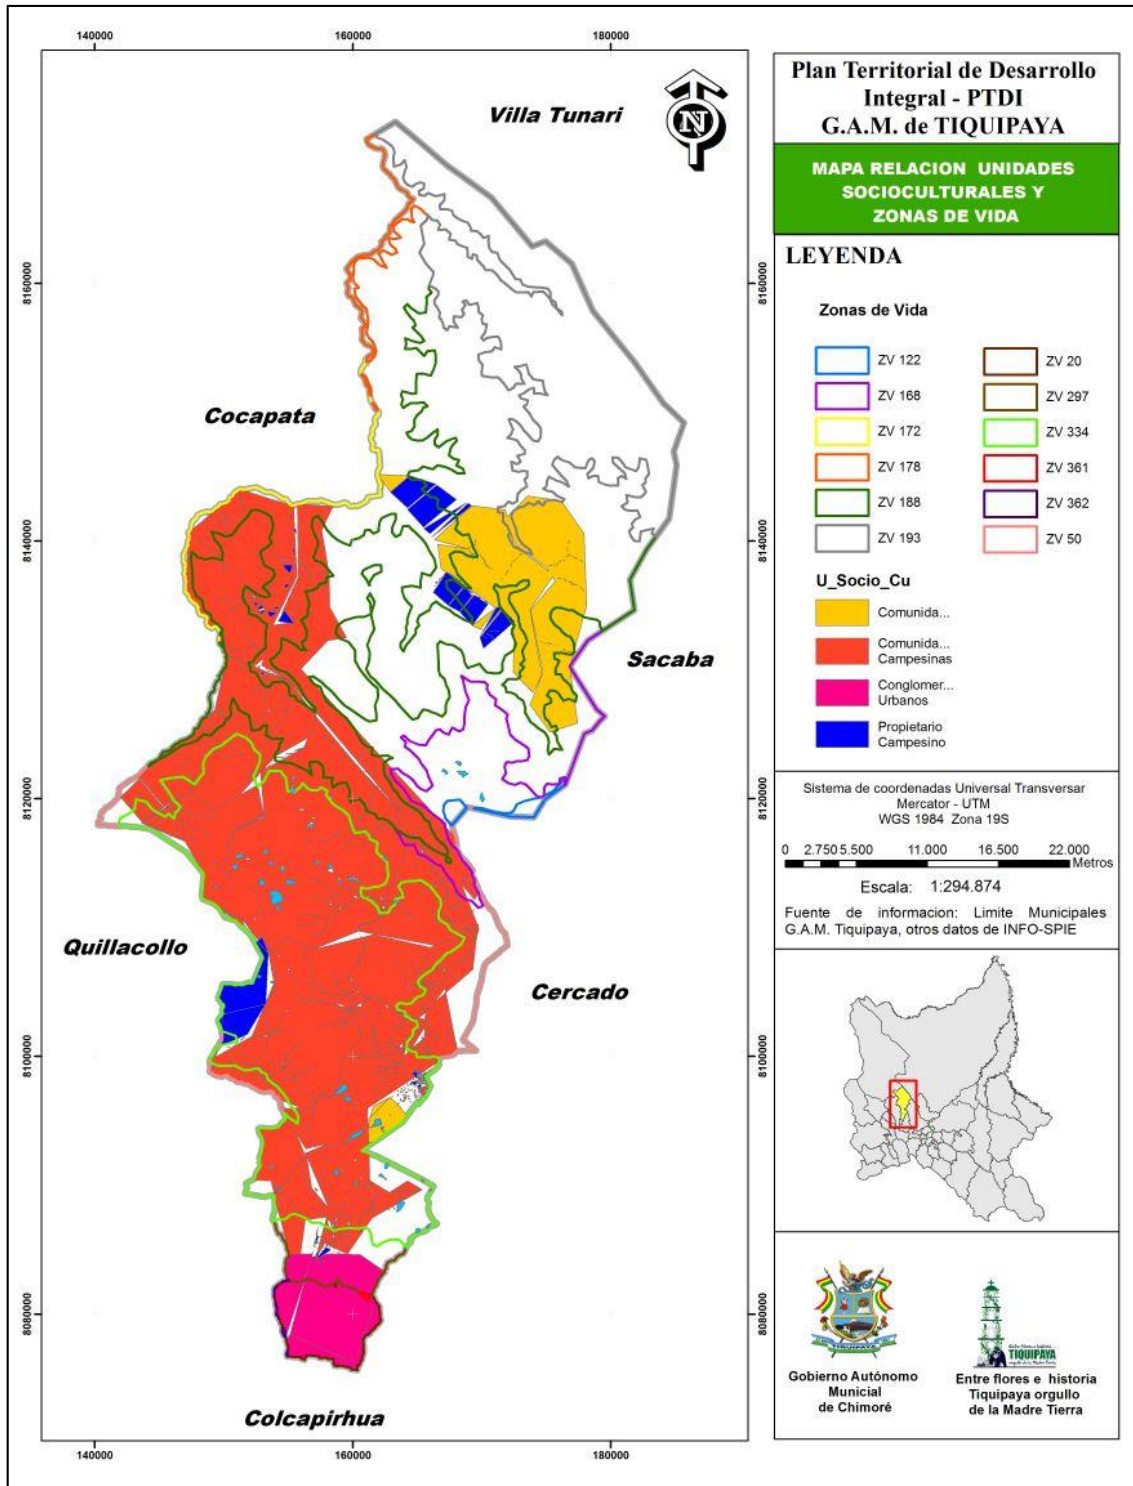 140000
160000
180000
Villa Tunari
N
8160000
8160000
Cocapata
8140000
8140000
Sacaba
8120000
8120000
Quillacollo
Cercado
8100000
8100000
8080000
8080000
Colcapirhua
140000
160000
180000
Plan Territorial de Desarrollo
Integral - PTDI
G.A.M. de TIQUIPAYA
MAPA RELACION UNIDADES
SOCIOCULTURALES Y
ZONAS DE VIDA
LEYENDA
Zonas de Vida
ZV 122
ZV 168
ZV 172
ZV 178
ZV 188
ZV 193
ZV 20
ZV 297
ZV 334
ZV 361
ZV 362
ZV 50
U_Socio_Cu
Comunida...
Comunida...
Campesinas
Conglomer...
Urbanos
Propietario
Campesino
Sistema de coordenadas Universal Transversar
Mercator - UTM
WGS 1984 Zona 19S
0 2.750 5.500 11.000 16.500 22.000
Metros
Escala: 1:294.874
Fuente de informacion: Limite Municipales
G.A.M. Tiquipaya, otros datos de INFO-SPIE
TIQUIPAYA
TIQUIPAYA
Gobierno Autónomo
Municial
de Chimoré
Entre flores e historia
Tiquipaya orgullo
de la Madre Tierra